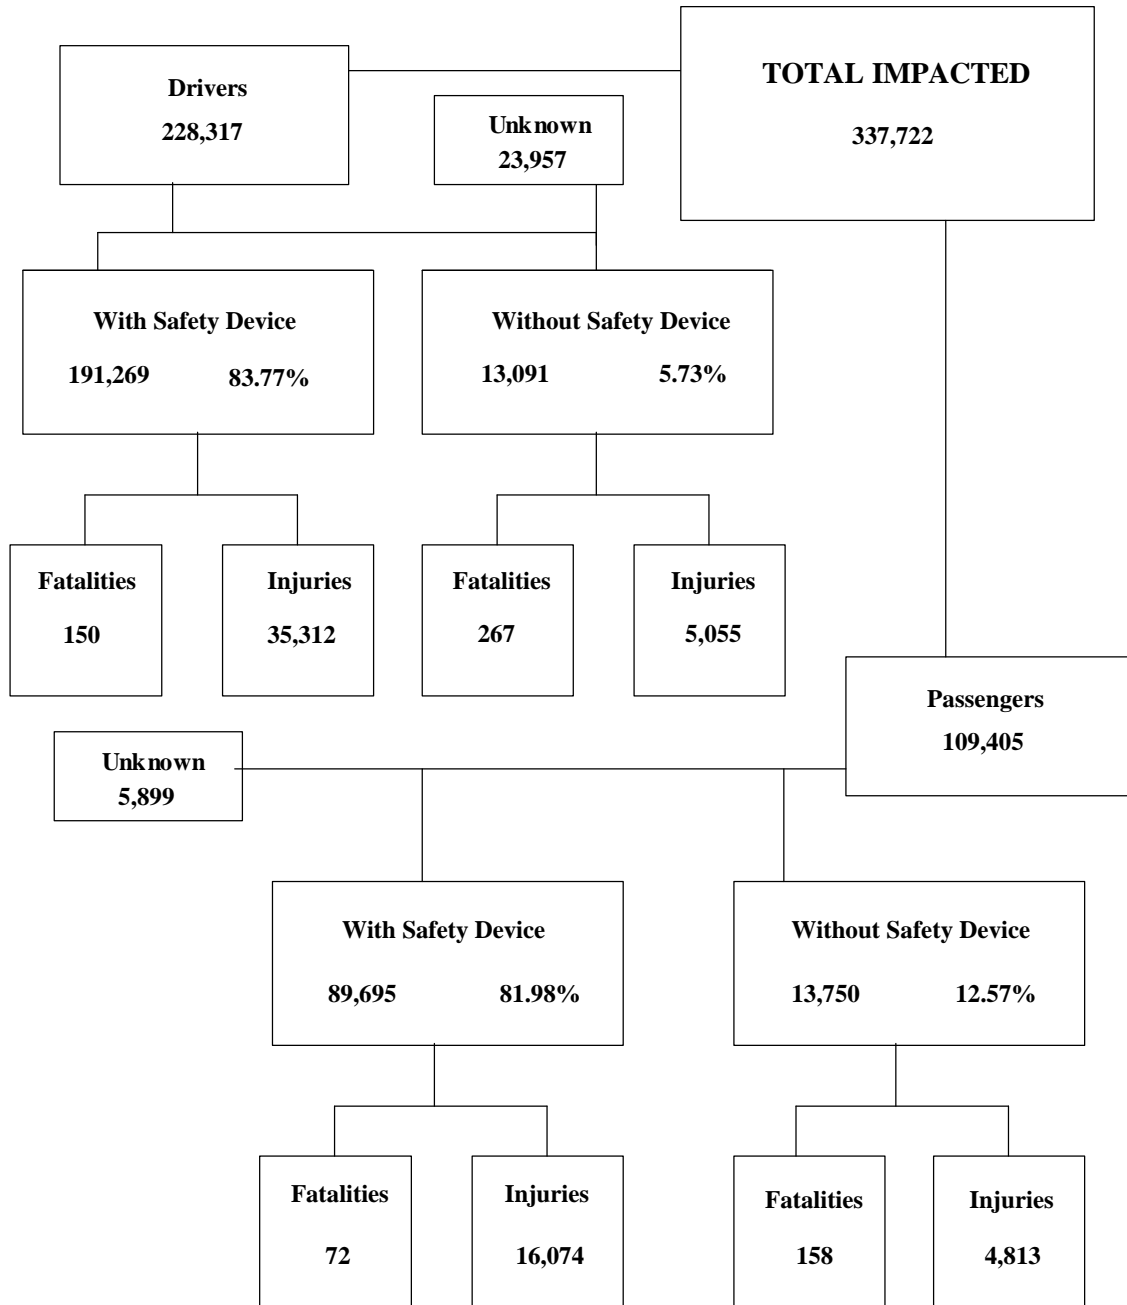 TOTAL IMPACTED
337,722
Drivers
228,317
Unknown
23,957
With Safety Device
191,269 83.77%
Without Safety Device
13,091 5.73%
Fatalities
150
Injuries
35,312
Fatalities
267
Injuries
5,055
Passengers
109,405
Unknown
5,899
With Safety Device
89,695 81.98%
Without Safety Device
13,750 12.57%
Fatalities
72
Injuries
16,074
Fatalities
158
Injuries
4,813